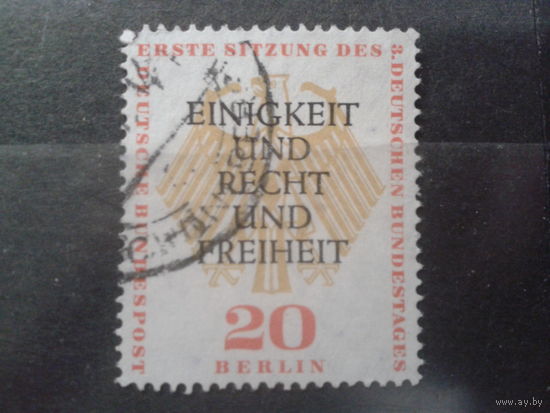 ERSTE SITZUNG DES
3. DEUTSCHEN BUNDESTAGES
DEUTSCHE BUNDESPOST
EINIGKEIT
UND
RECHT
UND
FREIHEIT
20
BERLIN
www.ay.by